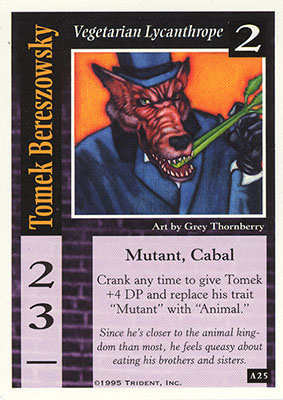 Vegetarian Lycanthrope
2
Tomek Bereszowsky
Art by Grey Thornberry
2
3
—
Mutant, Cabal
Crank any time to give Tomek
+4 DP and replace his trait
“Mutant” with “Animal.”
Since he's closer to the animal king-
dom than most, he feels queasy about
eating his brothers and sisters.
©1995 TRIDENT, INC.
A25